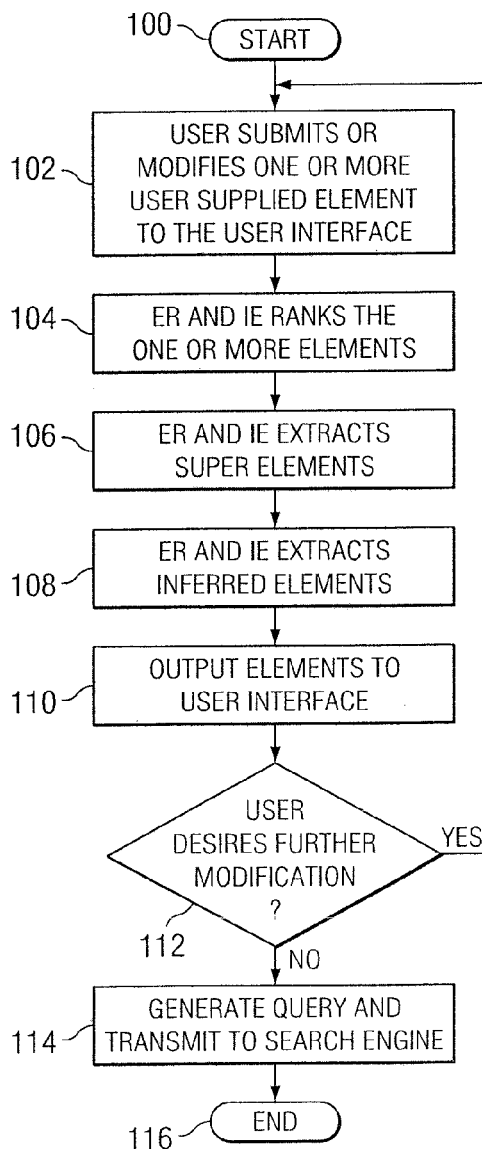 100
START
102
USER SUBMITS OR
MODIFIES ONE OR MORE
USER SUPPLIED ELEMENT
TO THE USER INTERFACE
104
ER AND IE RANKS THE
ONE OR MORE ELEMENTS
106
ER AND IE EXTRACTS
SUPER ELEMENTS
108
ER AND IE EXTRACTS
INFERRED ELEMENTS
110
OUTPUT ELEMENTS TO
USER INTERFACE
USER
DESIRES FURTHER
MODIFICATION
?
YES
112
NO
114
GENERATE QUERY AND
TRANSMIT TO SEARCH ENGINE
116
END